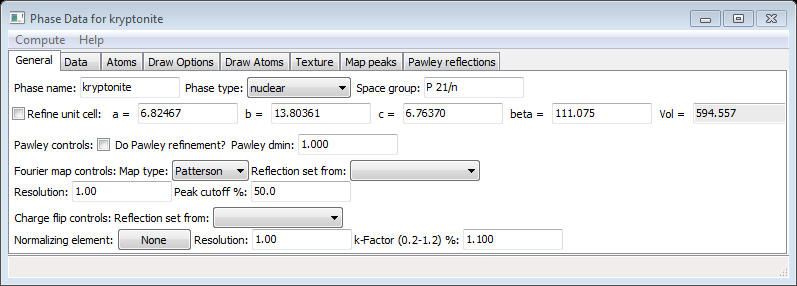 Phase Data for kryptonite
Compute Help
General Data Atoms Draw Options Draw Atoms Texture Map peaks Pawley reflections
Phase name: kryptonite Phase type: nuclear Space group: P 21/n
Refine unit cell: a = 6.82467 b = 13.80361 c = 6.76370 beta = 111.075 Vol = 594.557
Pawley controls: Do Pawley refinement? Pawley dmin: 1.000
Fourier map controls: Map type: Patterson Reflection set from:
Resolution: 1.00 Peak cutoff %: 50.0
Charge flip controls: Reflection set from:
Normalizing element: None Resolution: 1.00 k-Factor (0.2-1.2) %: 1.100